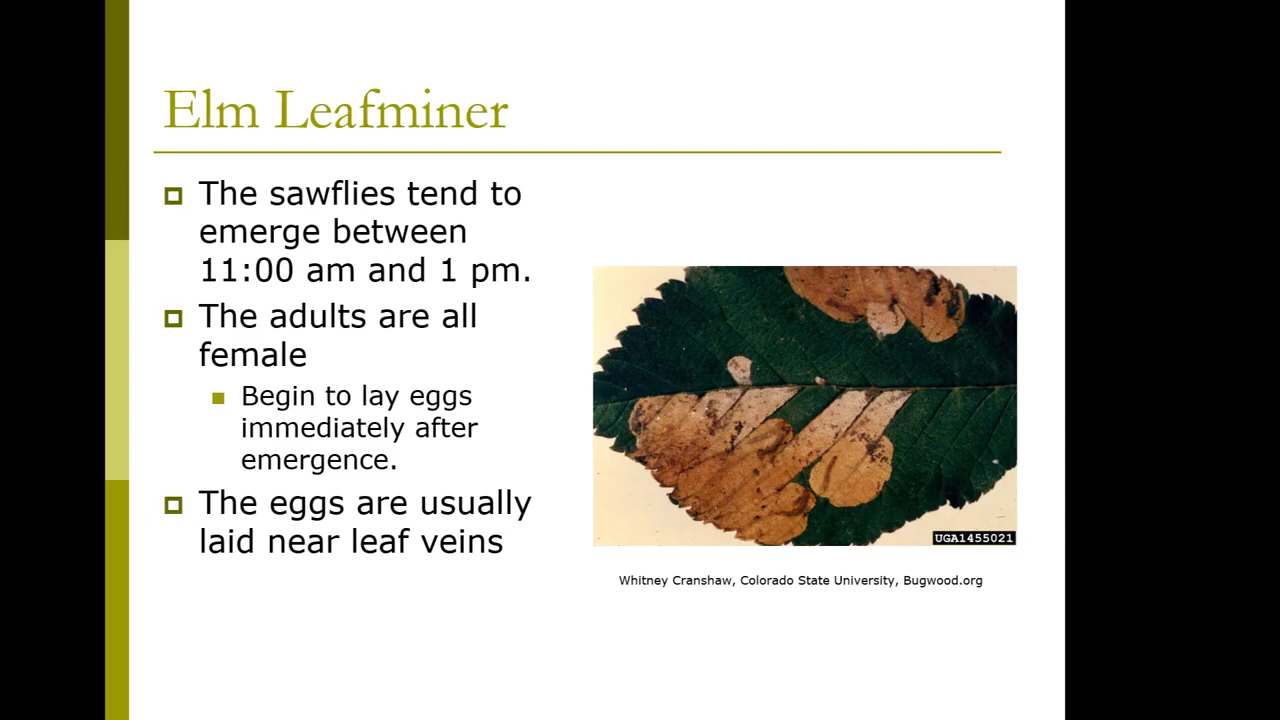 Elm Leafminer
The sawflies tend to
emerge between
11:00 am and 1 pm.
The adults are all
female
Begin to lay eggs
immediately after
emergence.
The eggs are usually
laid near leaf veins
UGA1455021
Whitney Cranshaw, Colorado State University, Bugwood.org